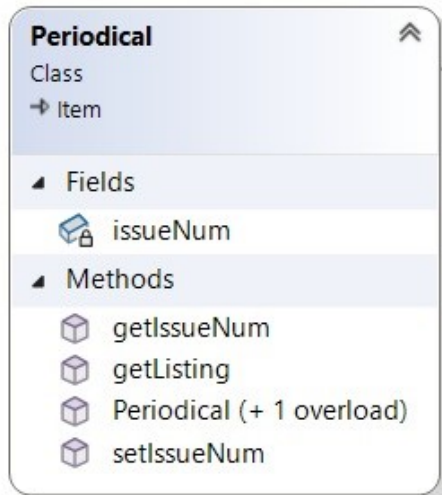 Periodical
Class
Item
Fields
issueNum
Methods
getIssueNum
getListing
Periodical (+ 1 overload)
setIssueNum